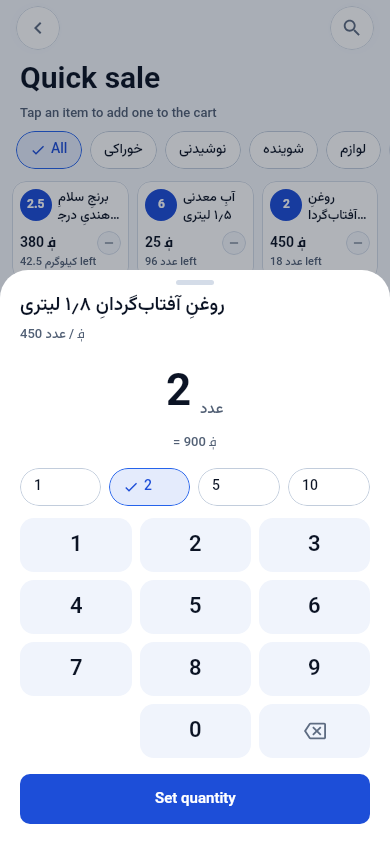 Quick sale
Tap an item to add one to the cart
All
خوراکی
نوشیدنی
شوینده
لوازم
2.5
برنجِ سلامِ
هندیِ درج…
380 ؋
42.5 کیلوگرم left
6
آبِ معدنی
۱٫۵ لیتری
25 ؋
96 عدد left
2
روغنِ
آفتاب‌گردا…
450 ؋
18 عدد left
روغنِ آفتاب‌گردانِ ۱٫۸ لیتری
450 ؋ / عدد
2 عدد
= 900 ؋
1
2
5
10
1
2
3
4
5
6
7
8
9
0
Set quantity